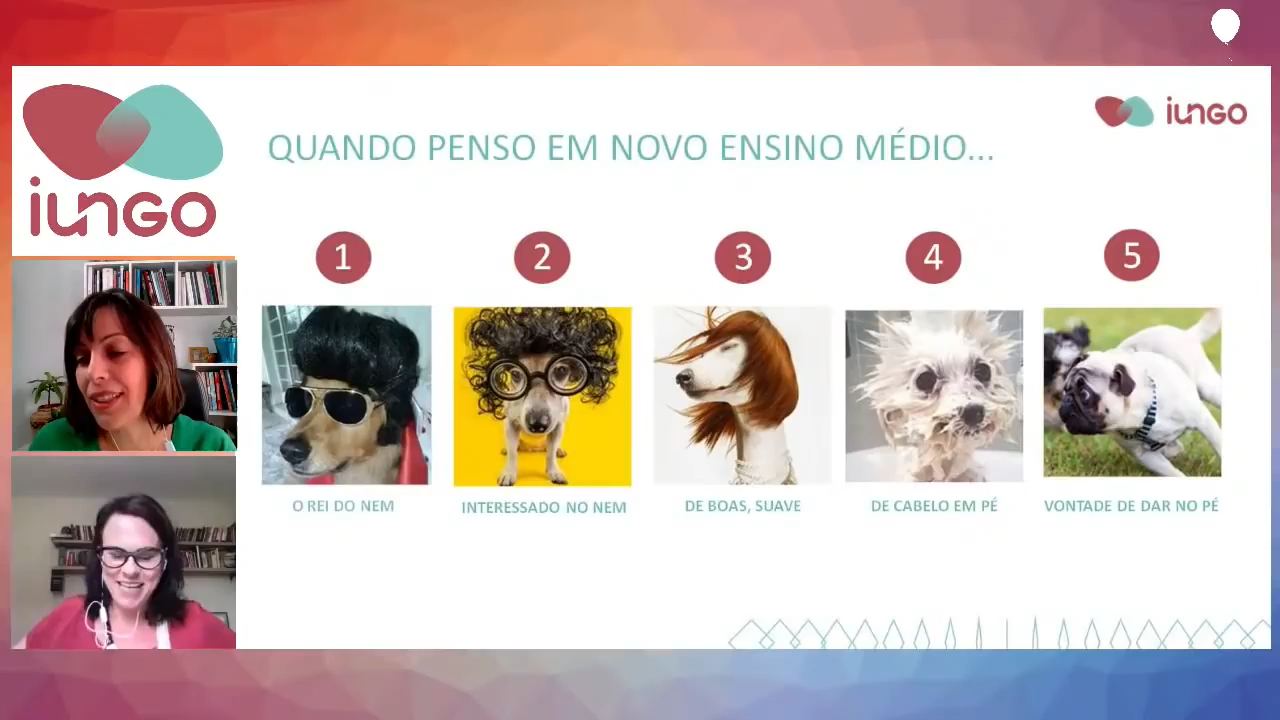 iungo
iungo
QUANDO PENSO EM NOVO ENSINO MÉDIO...
1
2
3
4
5
O REI DO NEM
INTERESSADO NO NEM
DE BOAS, SUAVE
DE CABELO EM PÉ
VONTADE DE DAR NO PÉ